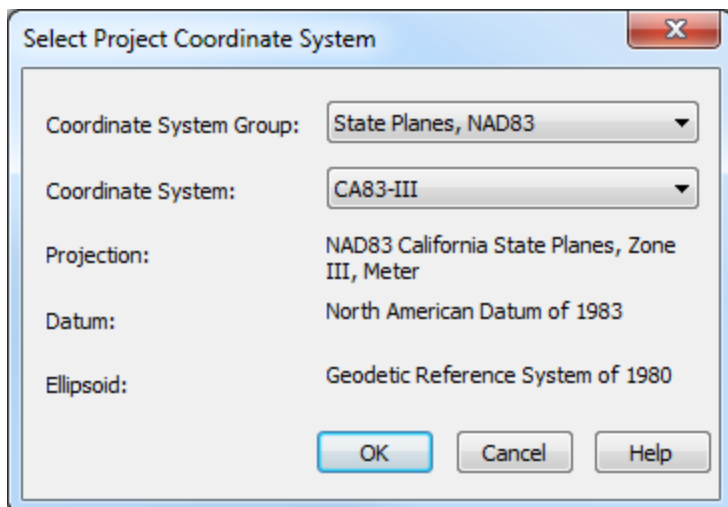 Select Project Coordinate System
Coordinate System Group: State Planes, NAD83
Coordinate System: CA83-III
Projection: NAD83 California State Planes, Zone
III, Meter
Datum: North American Datum of 1983
Ellipsoid: Geodetic Reference System of 1980
OK Cancel Help